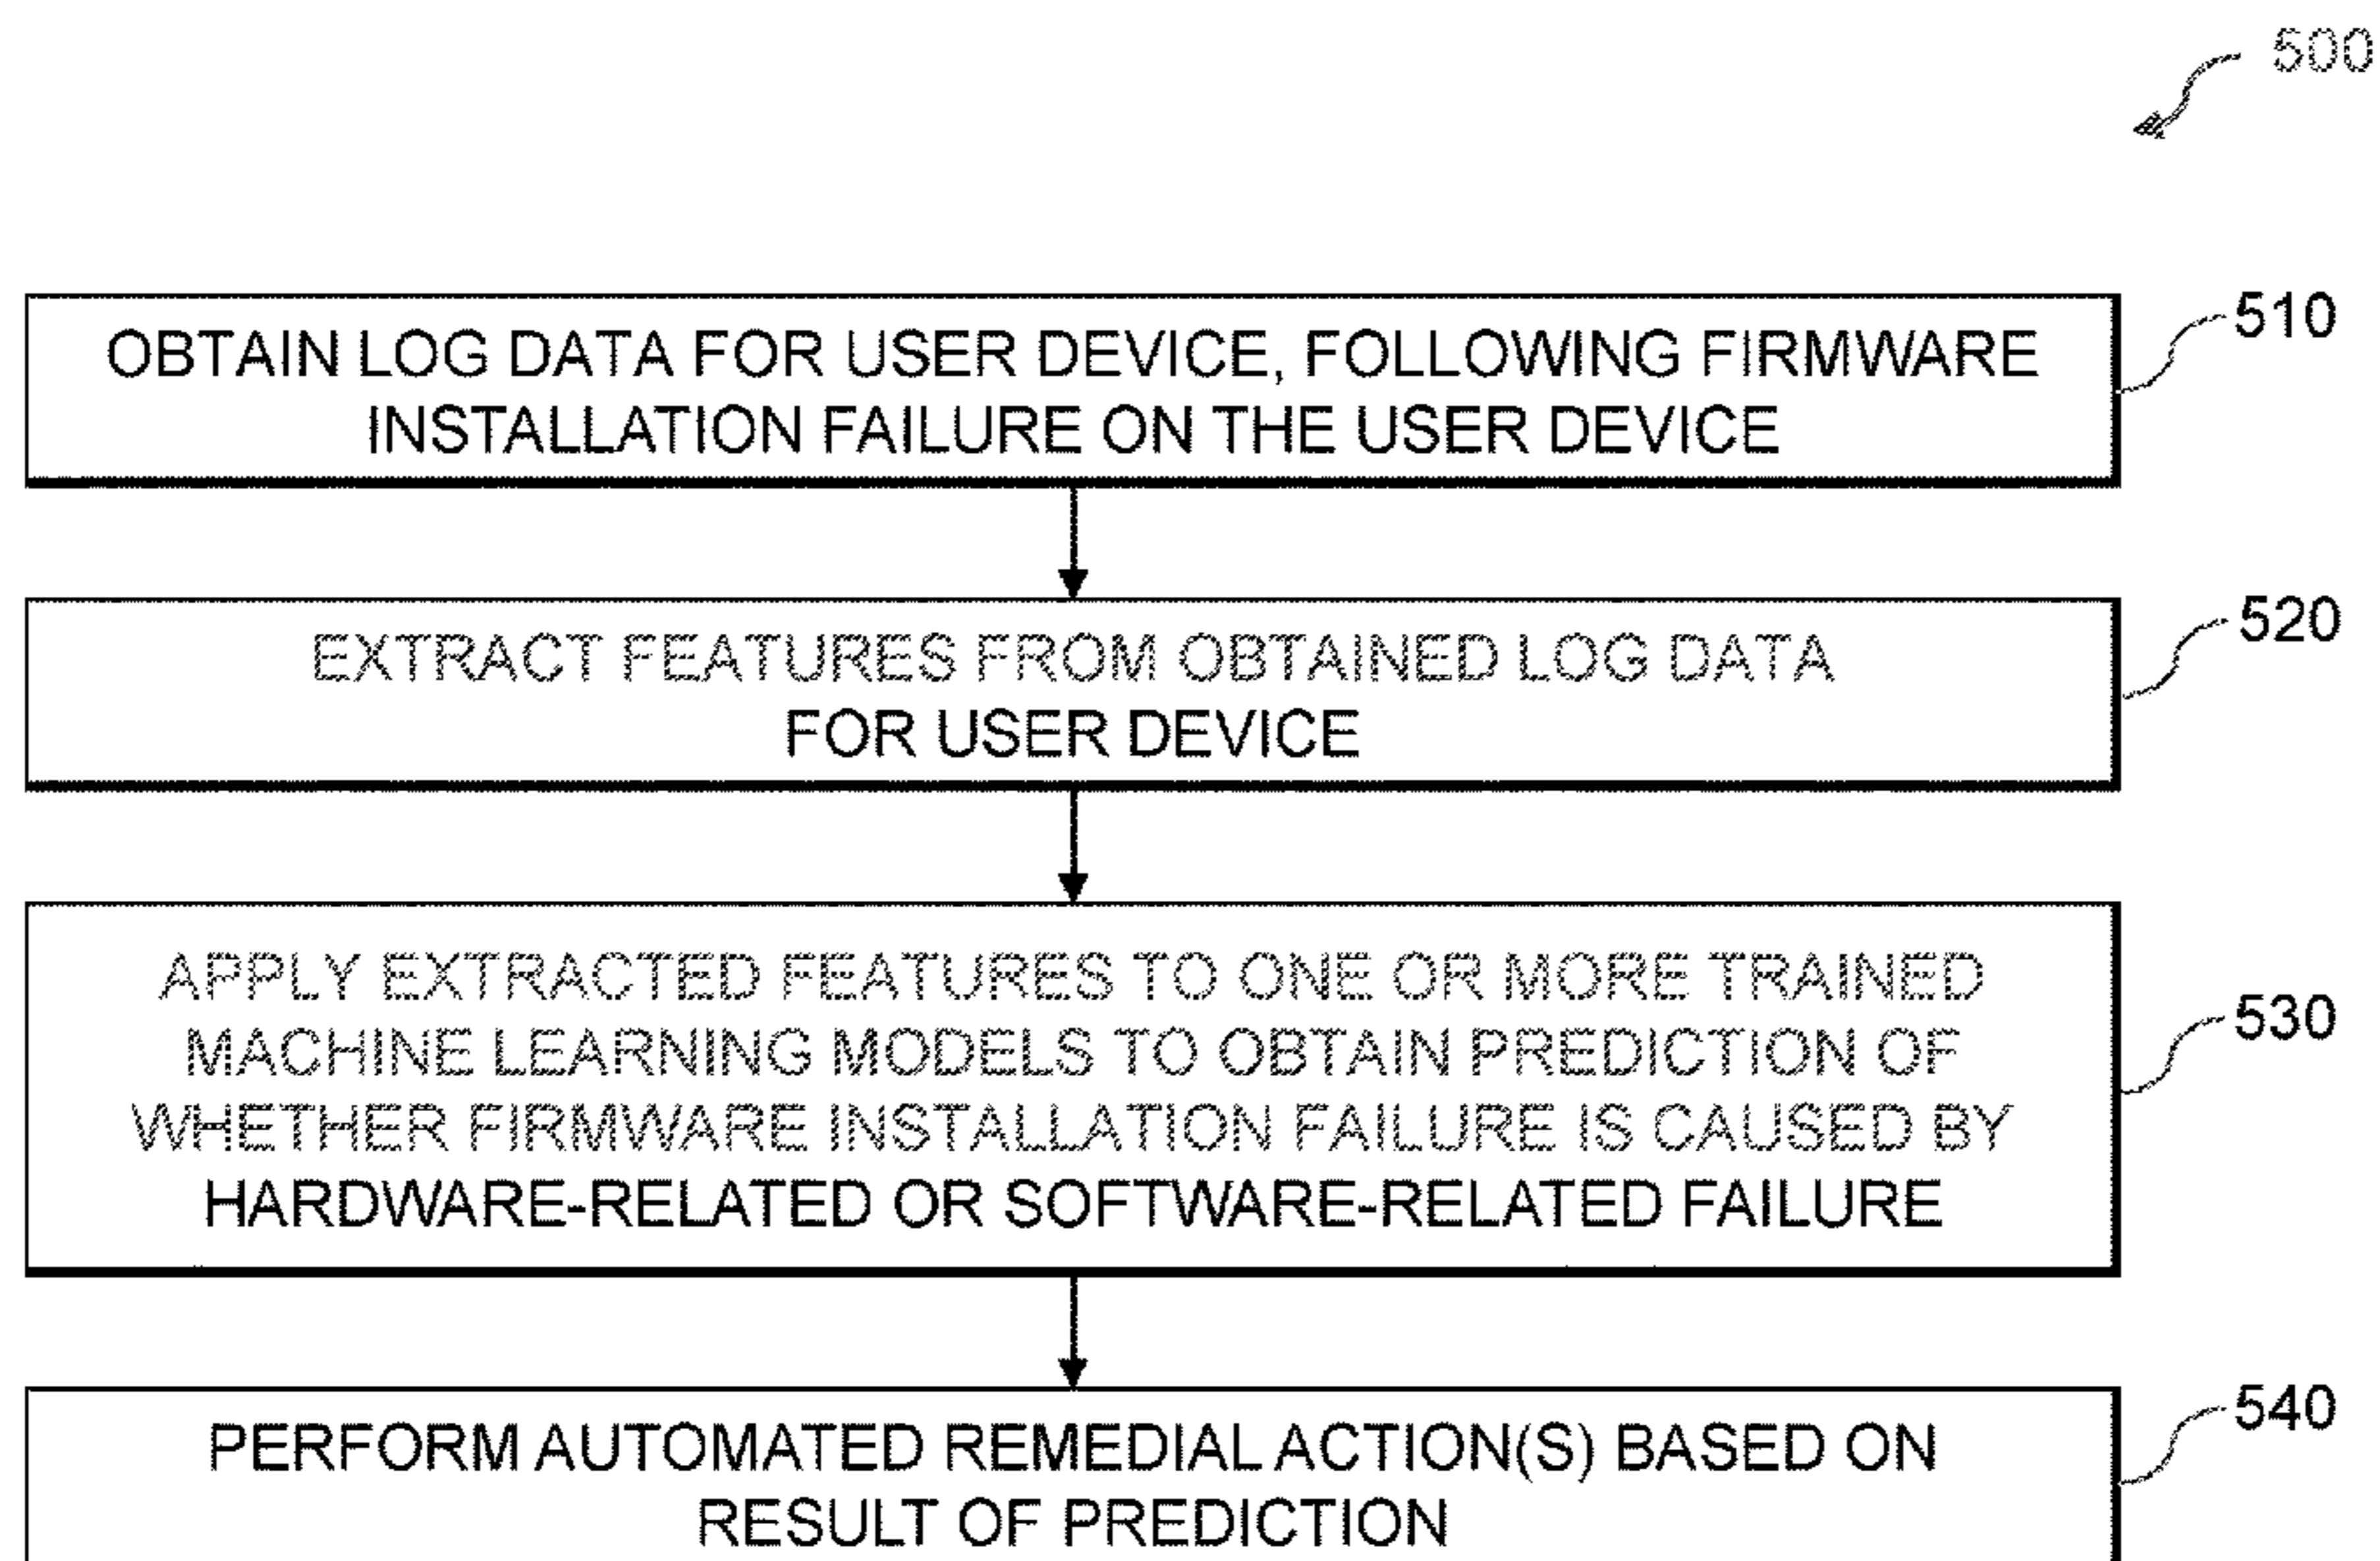 500
OBTAIN LOG DATA FOR USER DEVICE, FOLLOWING FIRMWARE
INSTALLATION FAILURE ON THE USER DEVICE
510
EXTRACT FEATURES FROM OBTAINED LOG DATA
FOR USER DEVICE
520
APPLY EXTRACTED FEATURES TO ONE OR MORE TRAINED
MACHINE LEARNING MODELS TO OBTAIN PREDICTION OF
WHETHER FIRMWARE INSTALLATION FAILURE IS CAUSED BY
HARDWARE-RELATED OR SOFTWARE-RELATED FAILURE
530
PERFORM AUTOMATED REMEDIAL ACTION(S) BASED ON
RESULT OF PREDICTION
540